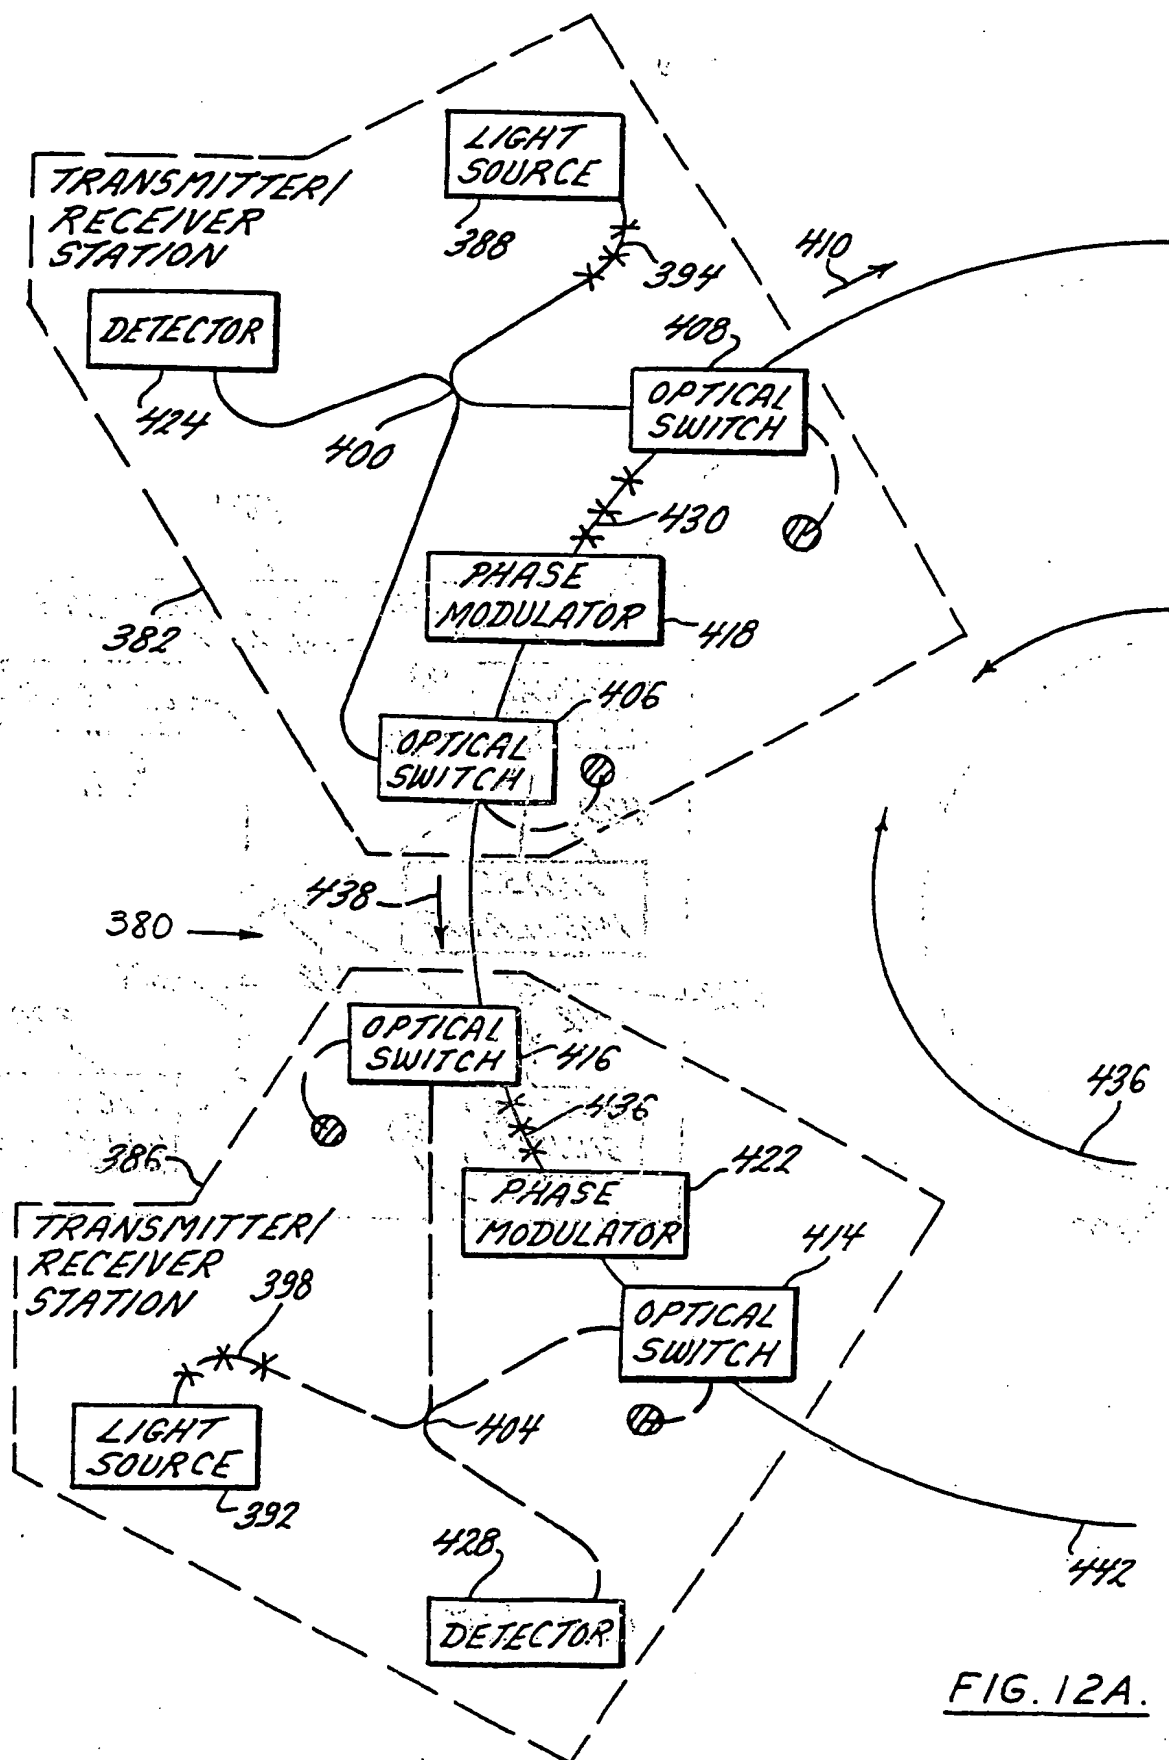 LIGHT
SOURCE
388
394
TRANSMITTER/
RECEIVER
STATION
410
408
DETECTOR
424
400
OPTICAL
SWITCH
430
PHASE
MODULATOR
418
382
406
OPTICAL
SWITCH
438
380
OPTICAL
SWITCH
416
436
436
386
422
PHASE
MODULATOR
TRANSMITTER/
RECEIVER
STATION
414
398
OPTICAL
SWITCH
LIGHT
SOURCE
404
392
428
442
DETECTOR
FIG. 12A.